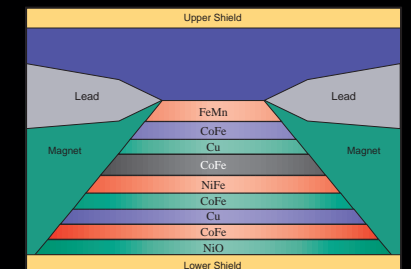 Upper Shield
Lead
Lead
FeMn
CoFe
Cu
Magnet
Magnet
CoFe
NiFe
CoFe
Cu
CoFe
NiO
Lower Shield